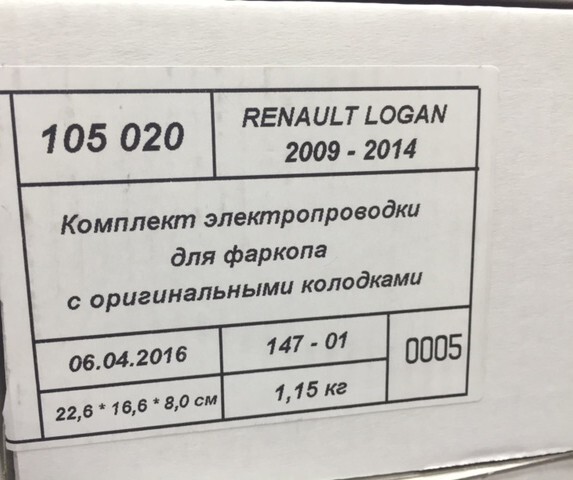 105 020
RENAULT LOGAN
2009 - 2014
Комплект электропроводки
для фаркопа
с оригинальными колодками
06.04.2016
147 - 01
0005
22,6 * 16,6 * 8,0 см
1,15 кг